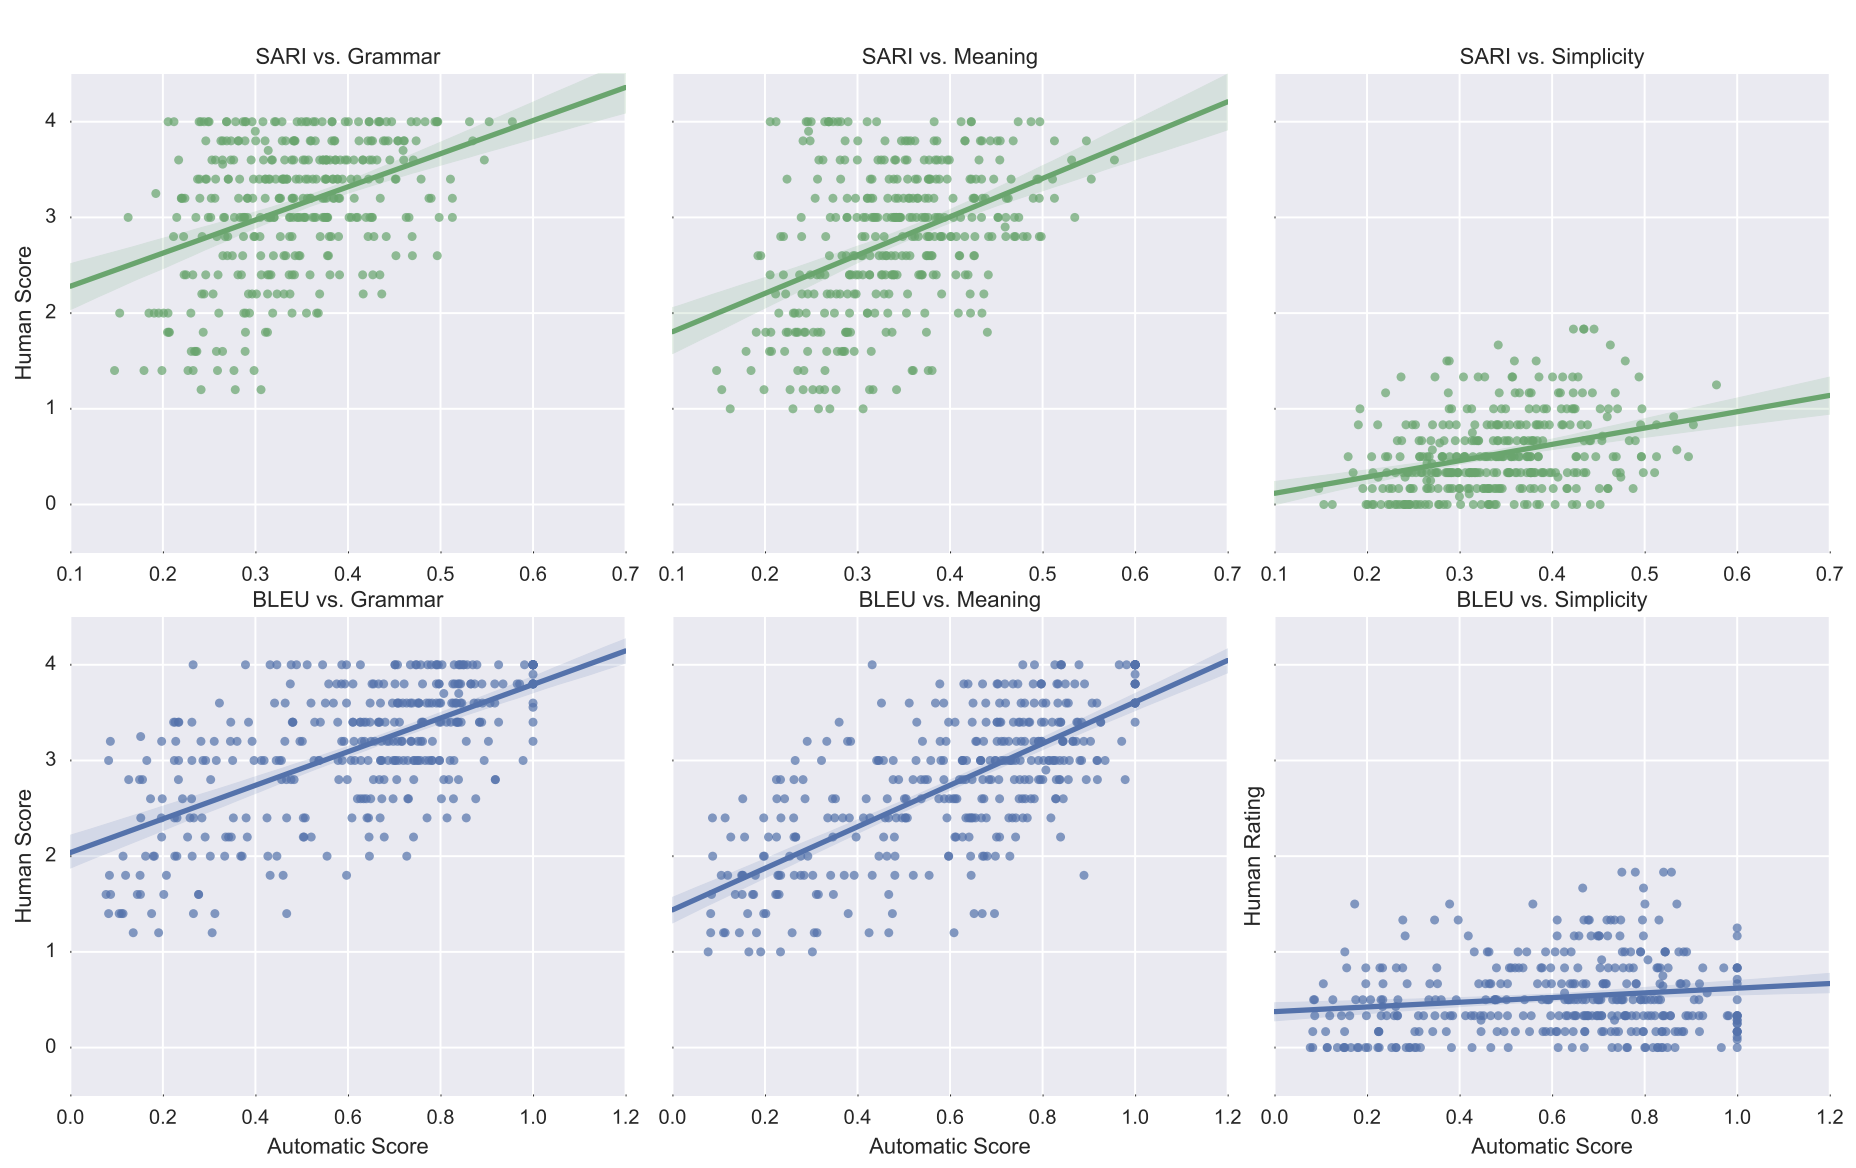 SARI vs. Grammar
SARI vs. Meaning
SARI vs. Simplicity
Human Score
4
3
2
1
0
0.1 0.2 0.3 0.4 0.5 0.6 0.7
0.1 0.2 0.3 0.4 0.5 0.6 0.7
0.1 0.2 0.3 0.4 0.5 0.6 0.7
BLEU vs. Grammar
BLEU vs. Meaning
BLEU vs. Simplicity
Human Score
4
3
2
1
0
Human Rating
0.0 0.2 0.4 0.6 0.8 1.0 1.2
0.0 0.2 0.4 0.6 0.8 1.0 1.2
0.0 0.2 0.4 0.6 0.8 1.0 1.2
Automatic Score
Automatic Score
Automatic Score